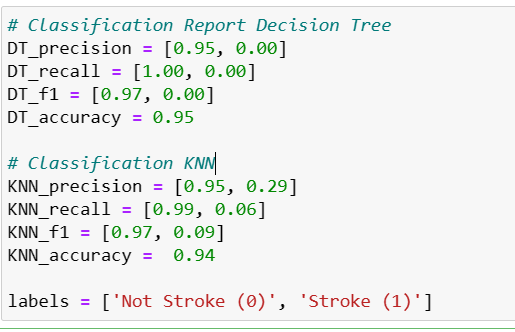 # Classification Report Decision Tree
DT_precision = [0.95, 0.00]
DT_recall = [1.00, 0.00]
DT_f1 = [0.97, 0.00]
DT_accuracy = 0.95
# Classification KNN
KNN_precision = [0.95, 0.29]
KNN_recall = [0.99, 0.06]
KNN_f1 = [0.97, 0.09]
KNN_accuracy =  0.94
labels = ['Not Stroke (0)', 'Stroke (1)']